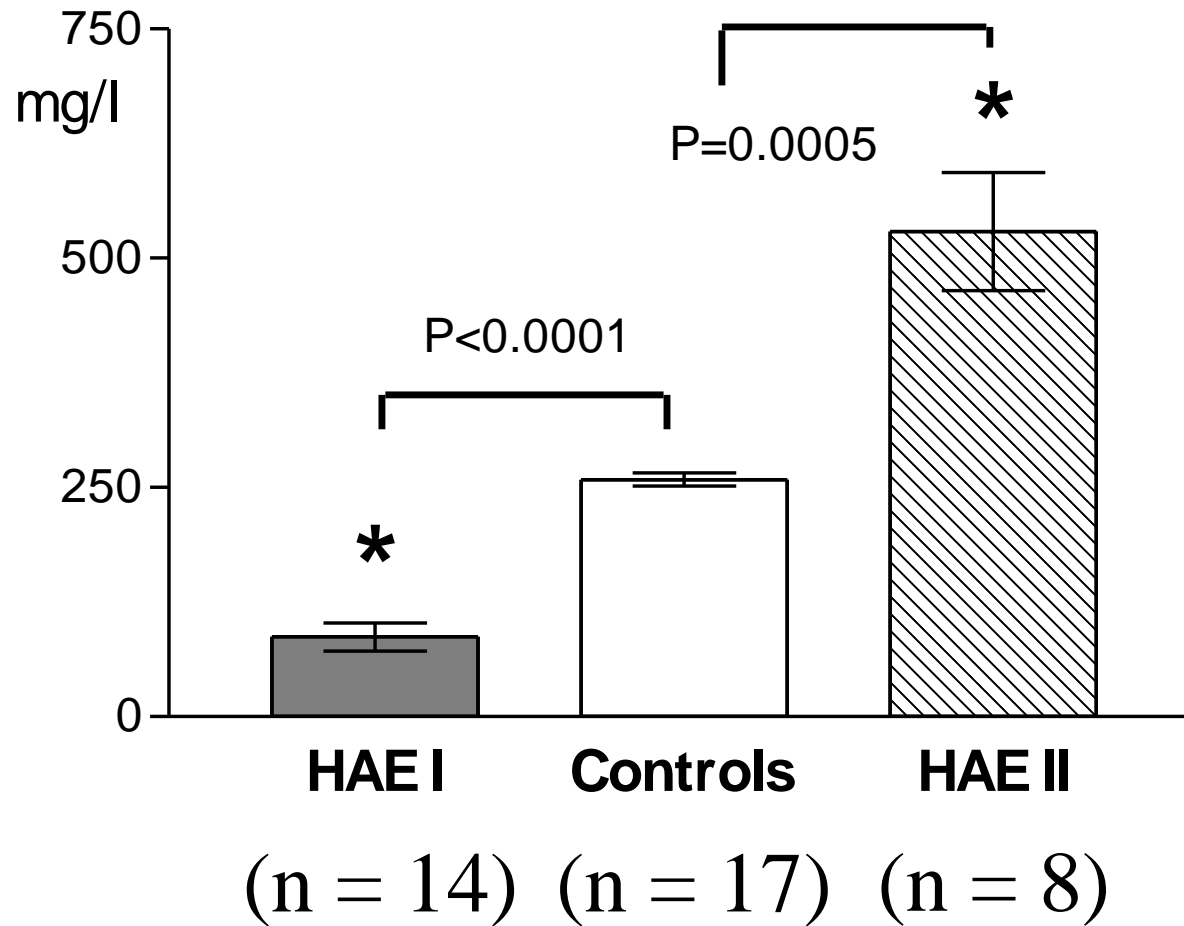 750
mg/l
*
P=0.0005
500
P<0.0001
250
*
0
HAE I Controls HAE II
(n = 14) (n = 17) (n = 8)